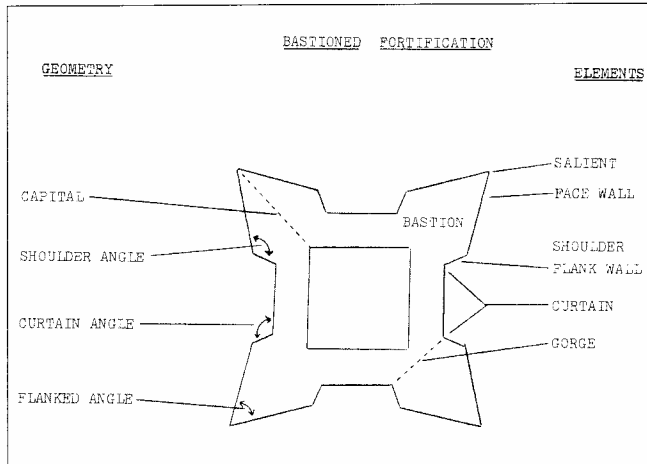 BASTIONED FORTIFICATION
GEOMETRY
ELEMENTS
SALIENT
CAPITAL
FACE WALL
BASTION
SHOULDER
SHOULDER ANGLE
FLANK WALL
CURTAIN
CURTAIN ANGLE
GORGE
FLANKED ANGLE